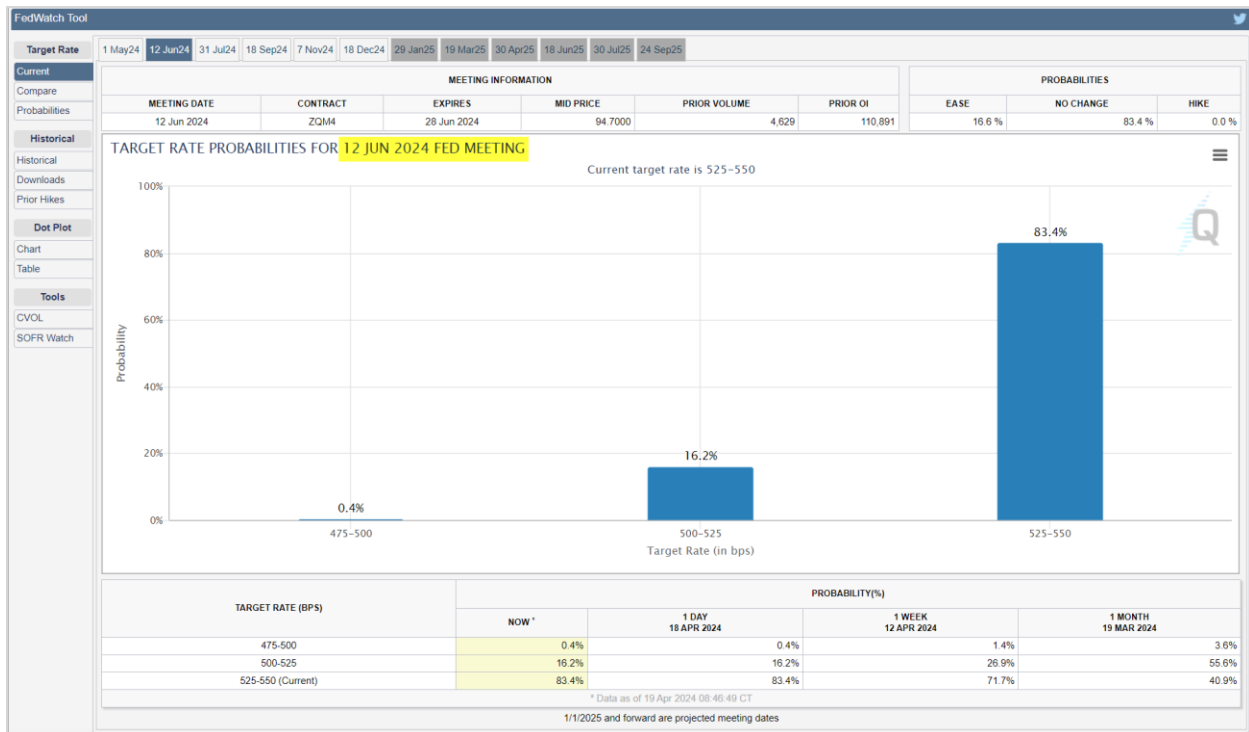 FedWatch Tool
Target Rate
Current
Compare
Probabilities
Historical
Historical
Downloads
Prior Hikes
Dot Plot
Chart
Table
Tools
CVOL
SOFR Watch
1 May24 12 Jun24 31 Jul24 18 Sep24 7 Nov24 18 Dec24 29 Jan25 19 Mar25 30 Apr25 18 Jun25 30 Jul25 24 Sep25
MEETING INFORMATION
MEETING DATE CONTRACT EXPIRES MID PRICE PRIOR VOLUME PRIOR OI
12 Jun 2024 ZQM4 28 Jun 2024 94.7000 4,629 110,891
PROBABILITIES
EASE NO CHANGE HIKE
16.6 % 83.4 % 0.0 %
TARGET RATE PROBABILITIES FOR 12 JUN 2024 FED MEETING
Current target rate is 525-550
Q
Probability
100%
80%
60%
40%
20%
0%
0.4%
16.2%
83.4%
475-500 500-525 525-550
Target Rate (in bps)
TARGET RATE (BPS) PROBABILITY(%)
NOW * 1 DAY 1 WEEK 1 MONTH
18 APR 2024 12 APR 2024 19 MAR 2024
475-500 0.4% 0.4% 1.4% 3.6%
500-525 16.2% 16.2% 26.9% 55.6%
525-550 (Current) 83.4% 83.4% 71.7% 40.9%
* Data as of 19 Apr 2024 08:46:49 CT
1/1/2025 and forward are projected meeting dates